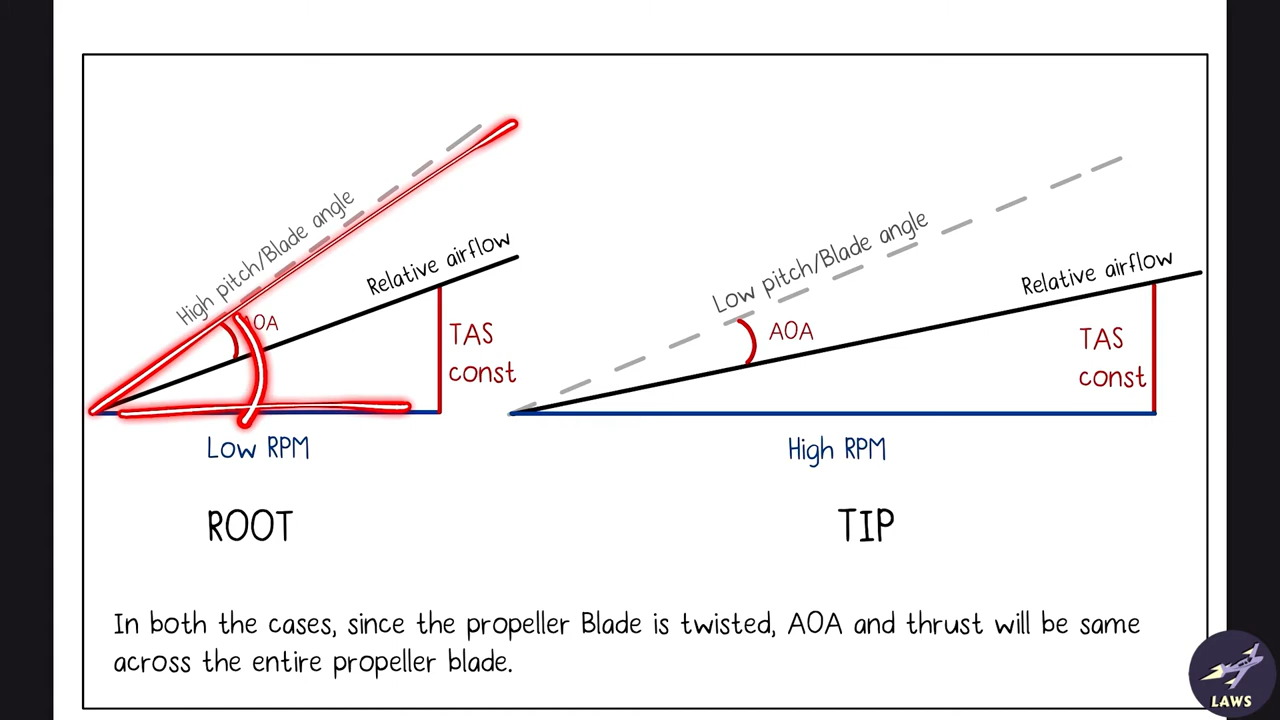 High pitch/Blade angle
Relative airflow
AOA
TAS
const
Low RPM
ROOT
Low pitch/Blade angle
Relative airflow
AOA
TAS
const
High RPM
TIP
In both the cases, since the propeller Blade is twisted, AOA and thrust will be same
across the entire propeller blade.
LAWS